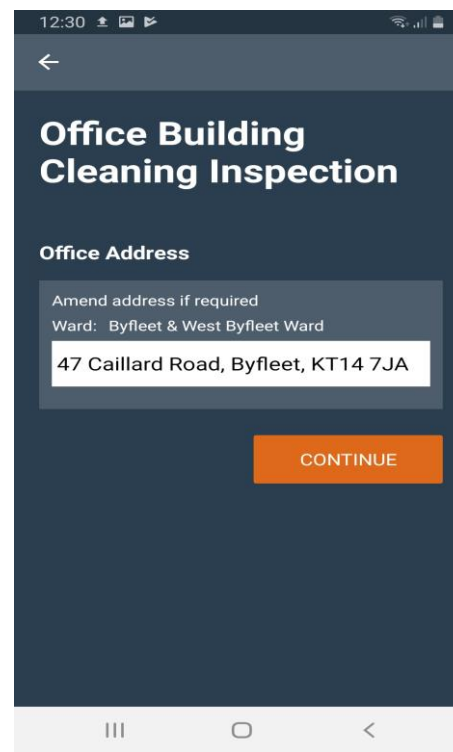 12:30
Office Building
Cleaning Inspection
Office Address
Amend address if required
Ward: Byfleet & West Byfleet Ward
47 Caillard Road, Byfleet, KT14 7JA
CONTINUE